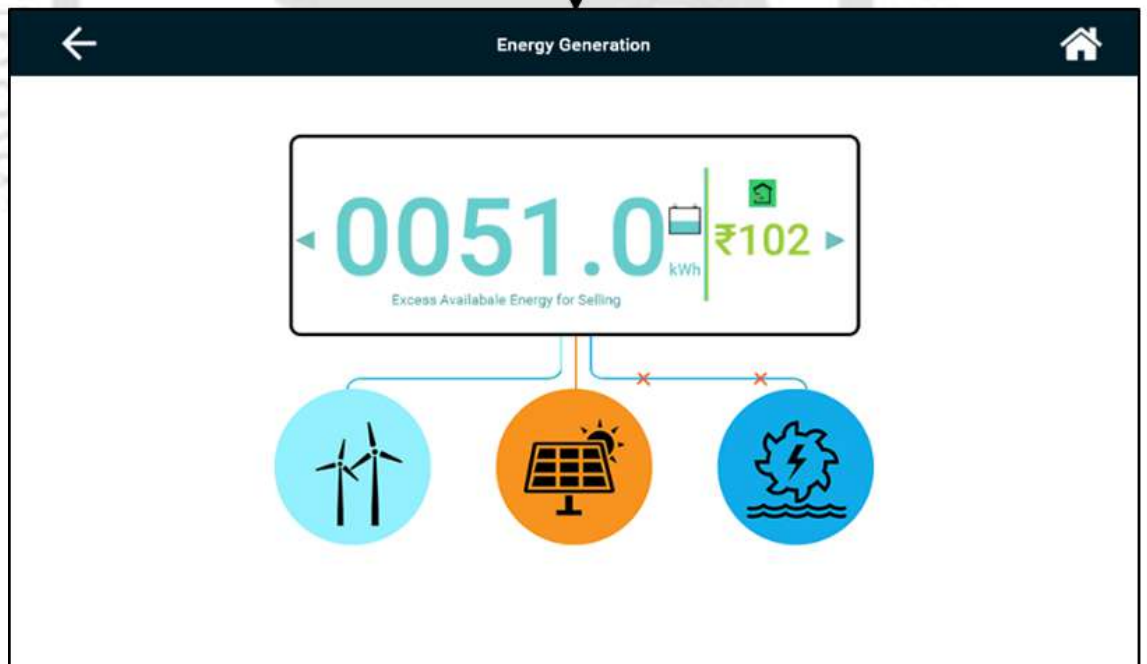 Energy Generation
0051.0 kWh
₹102
Excess Availabale Energy for Selling